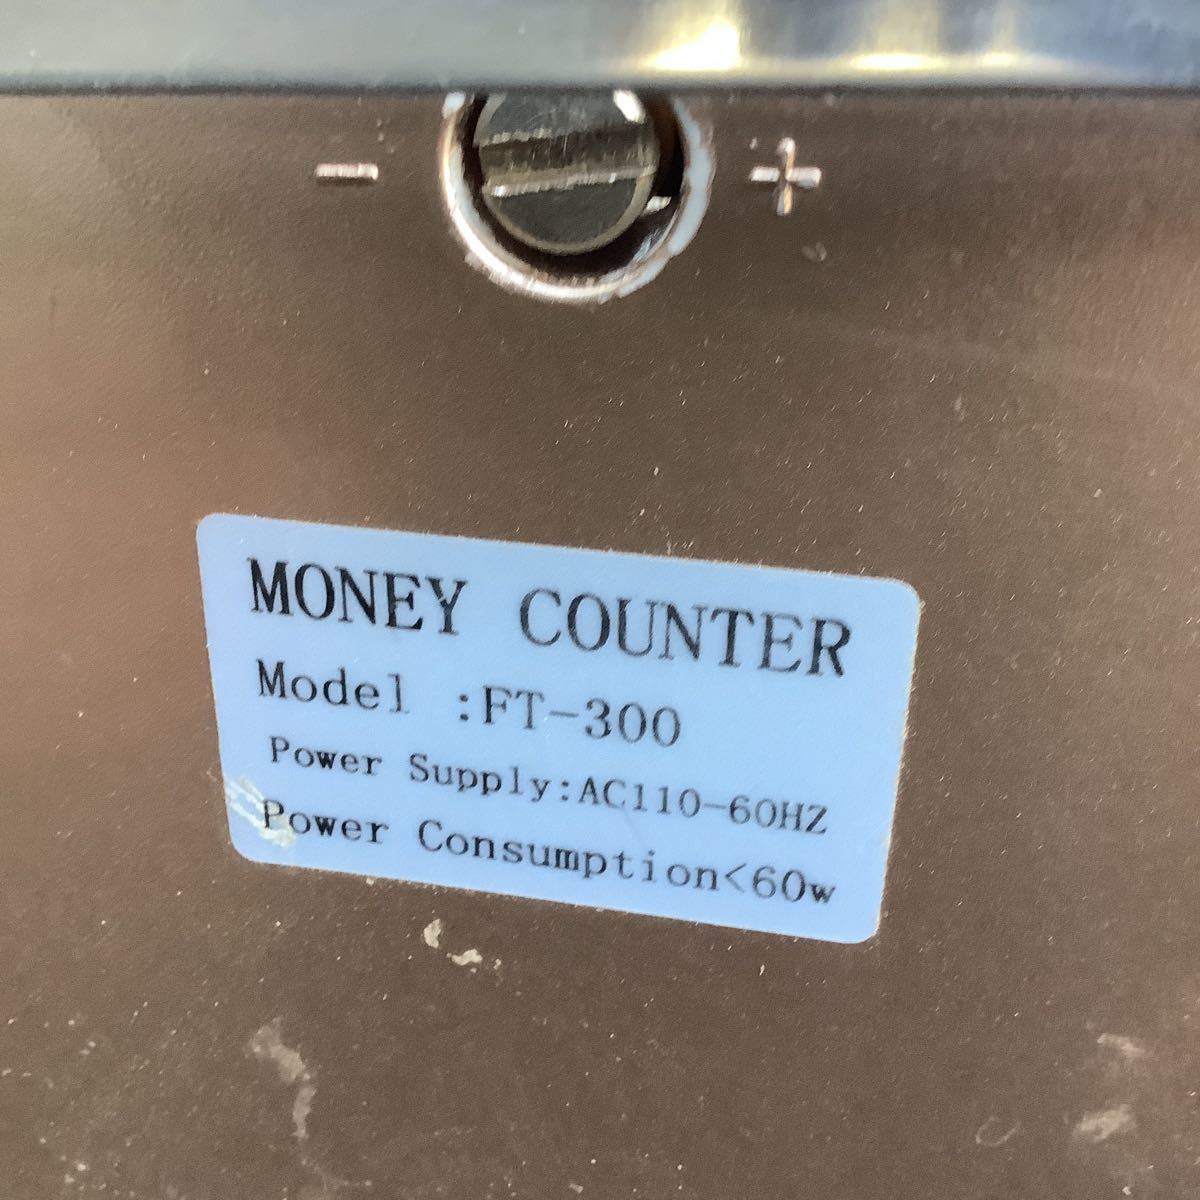 - +
MONEY COUNTER
Model :FT-300
Power Supply:AC110-60HZ
Power Consumption<60w